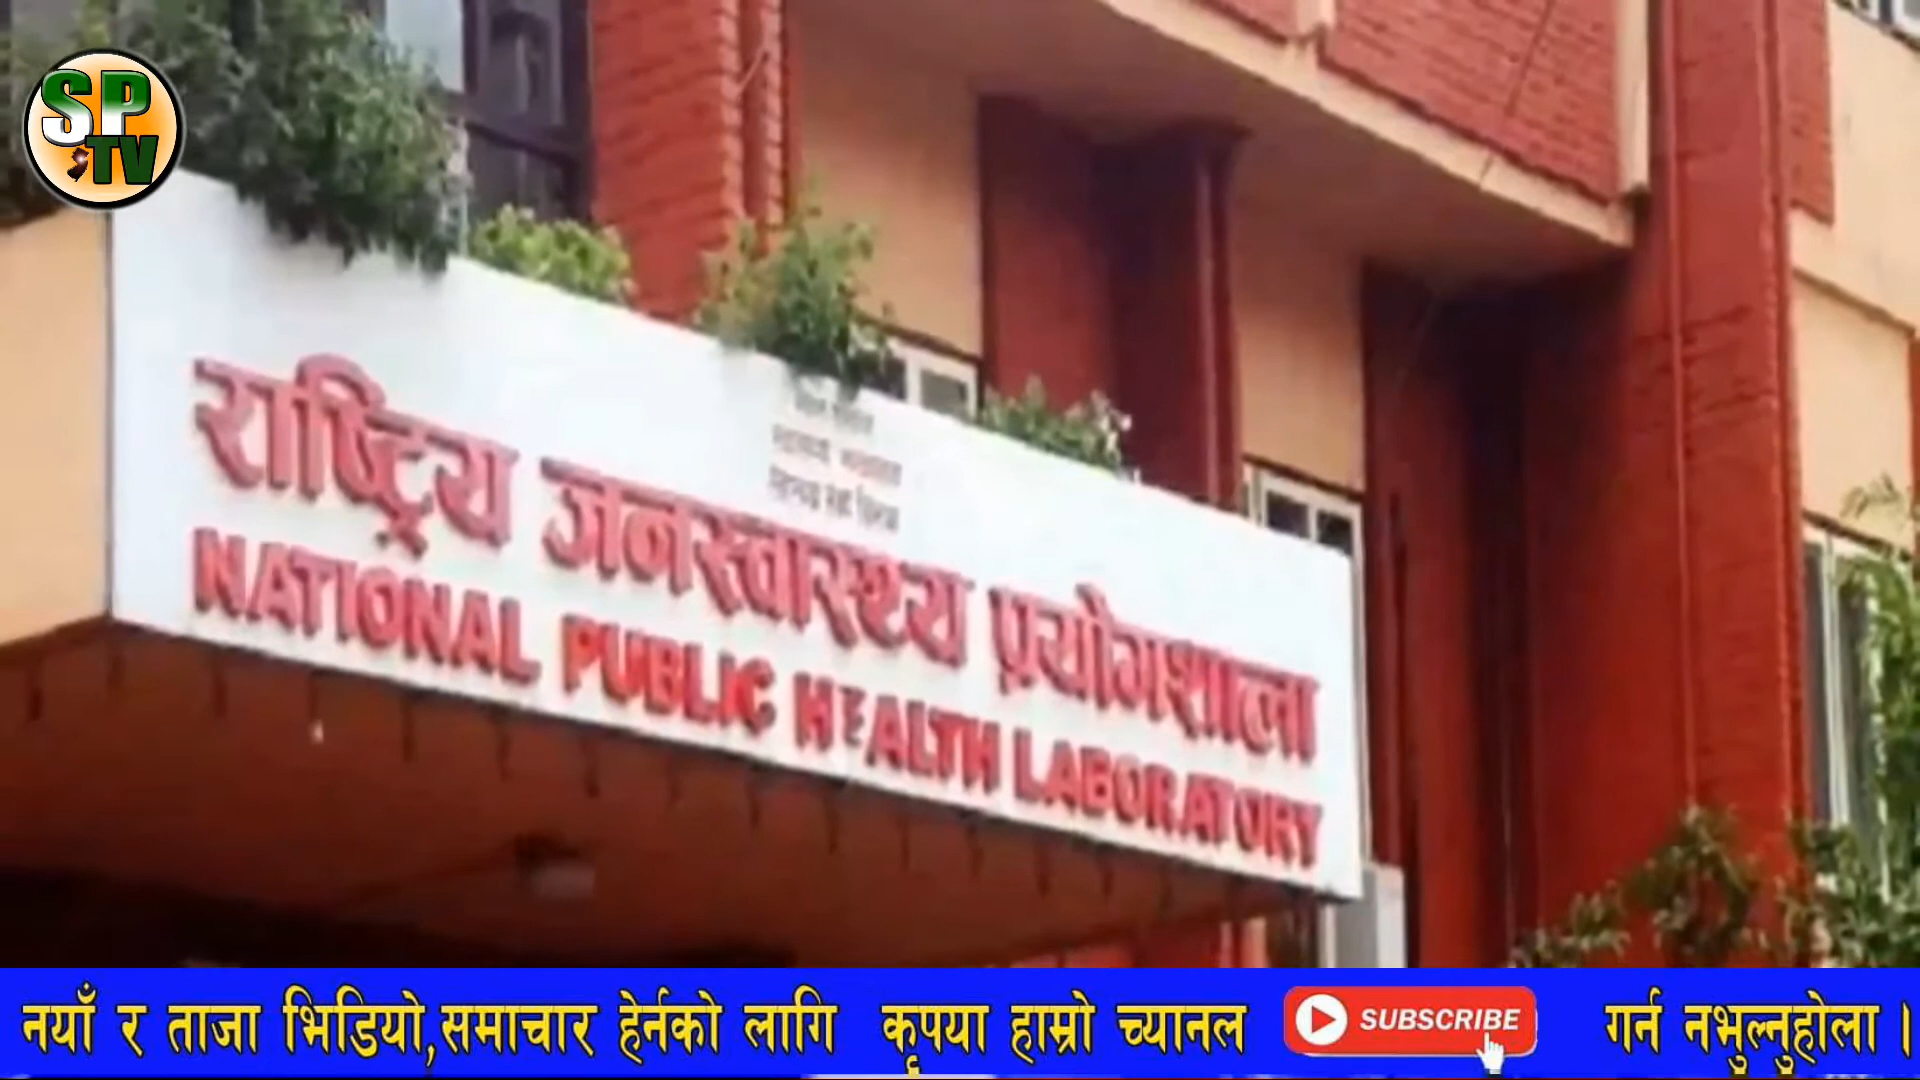 SP
TV
राष्ट्रिय जनस्वास्थ्य प्रयोगशाला
NATIONAL PUBLIC HEALTH LABORATORY
नयाँ र ताजा भिडियो,समाचार हेर्नको लागि कृपया हाम्रो च्यानल SUBSCRIBE गर्न नभुल्नुहोला ।